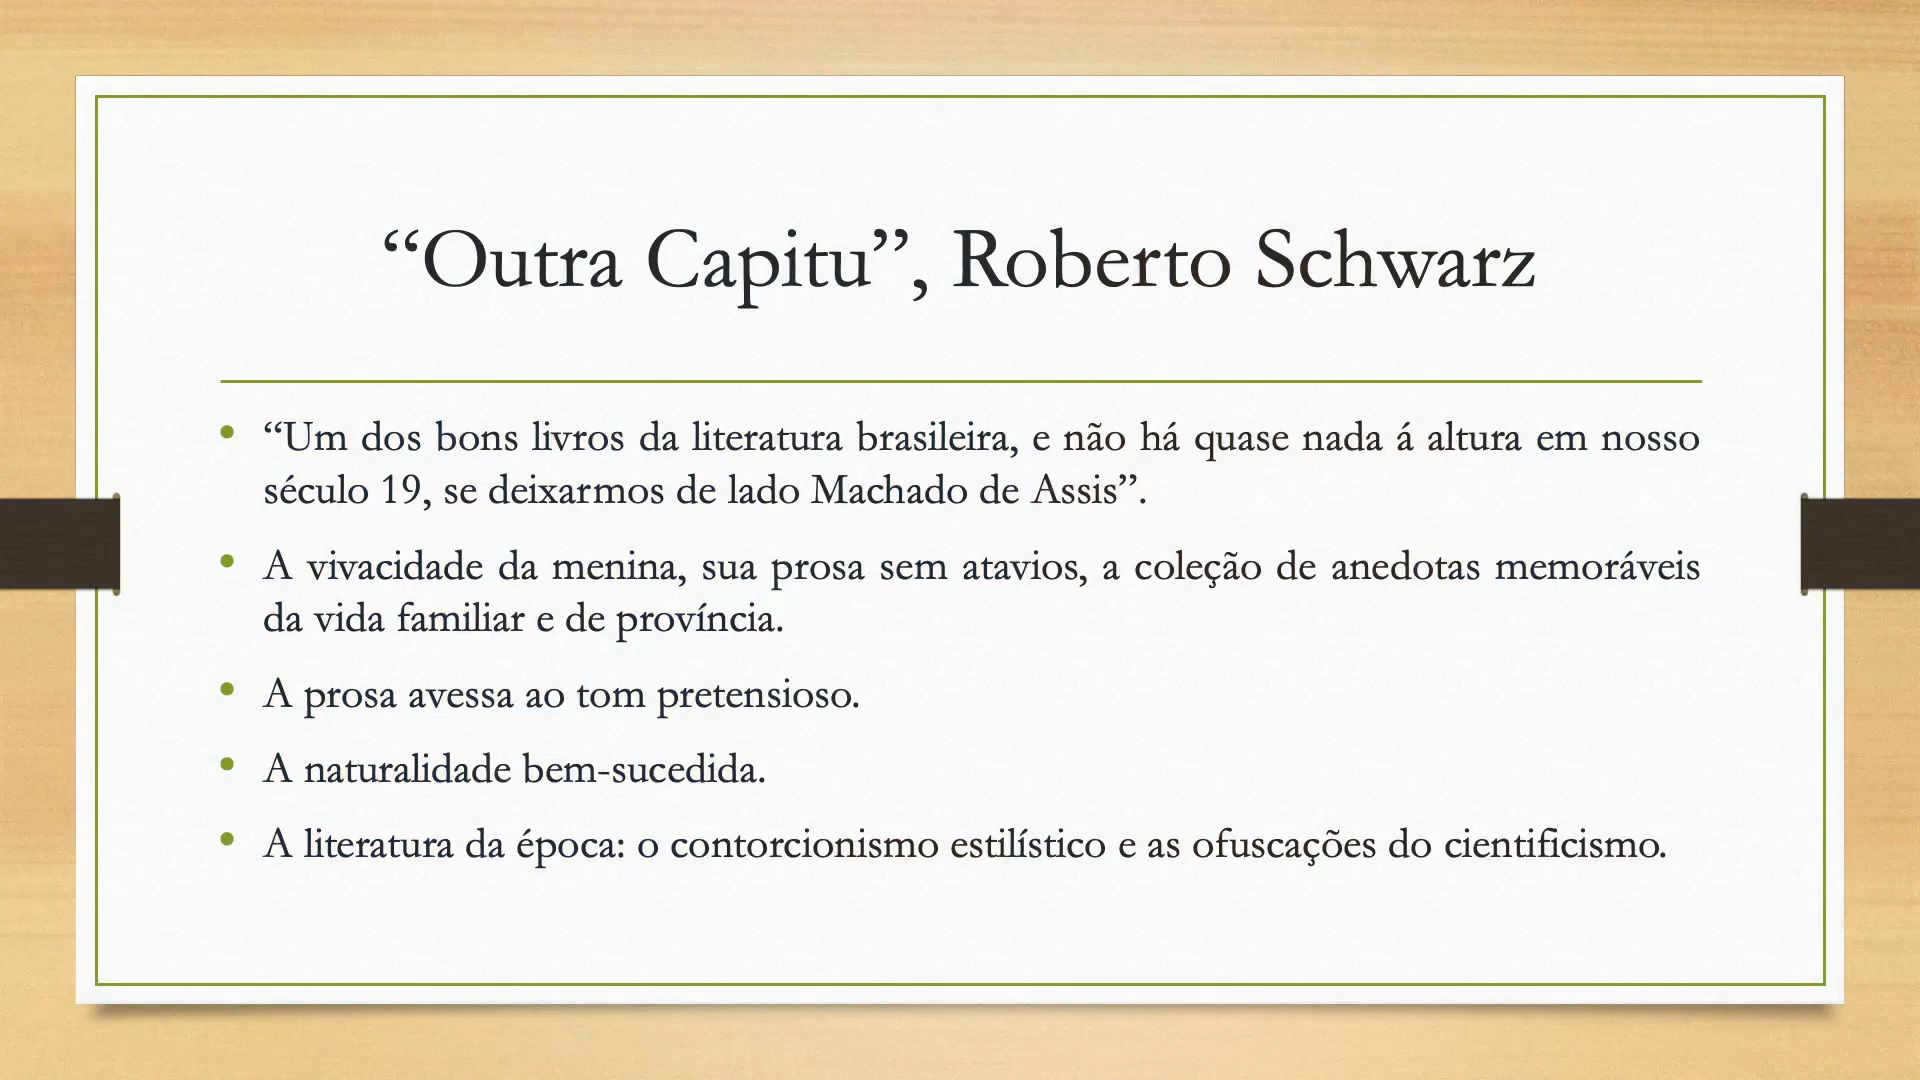 “Outra Capitu”, Roberto Schwarz
• “Um dos bons livros da literatura brasileira, e não há quase nada á altura em nosso
século 19, se deixarmos de lado Machado de Assis”.
• A vivacidade da menina, sua prosa sem atavios, a coleção de anedotas memoráveis
da vida familiar e de província.
• A prosa avessa ao tom pretensioso.
• A naturalidade bem-sucedida.
• A literatura da época: o contorcionismo estilístico e as ofuscações do cientificismo.